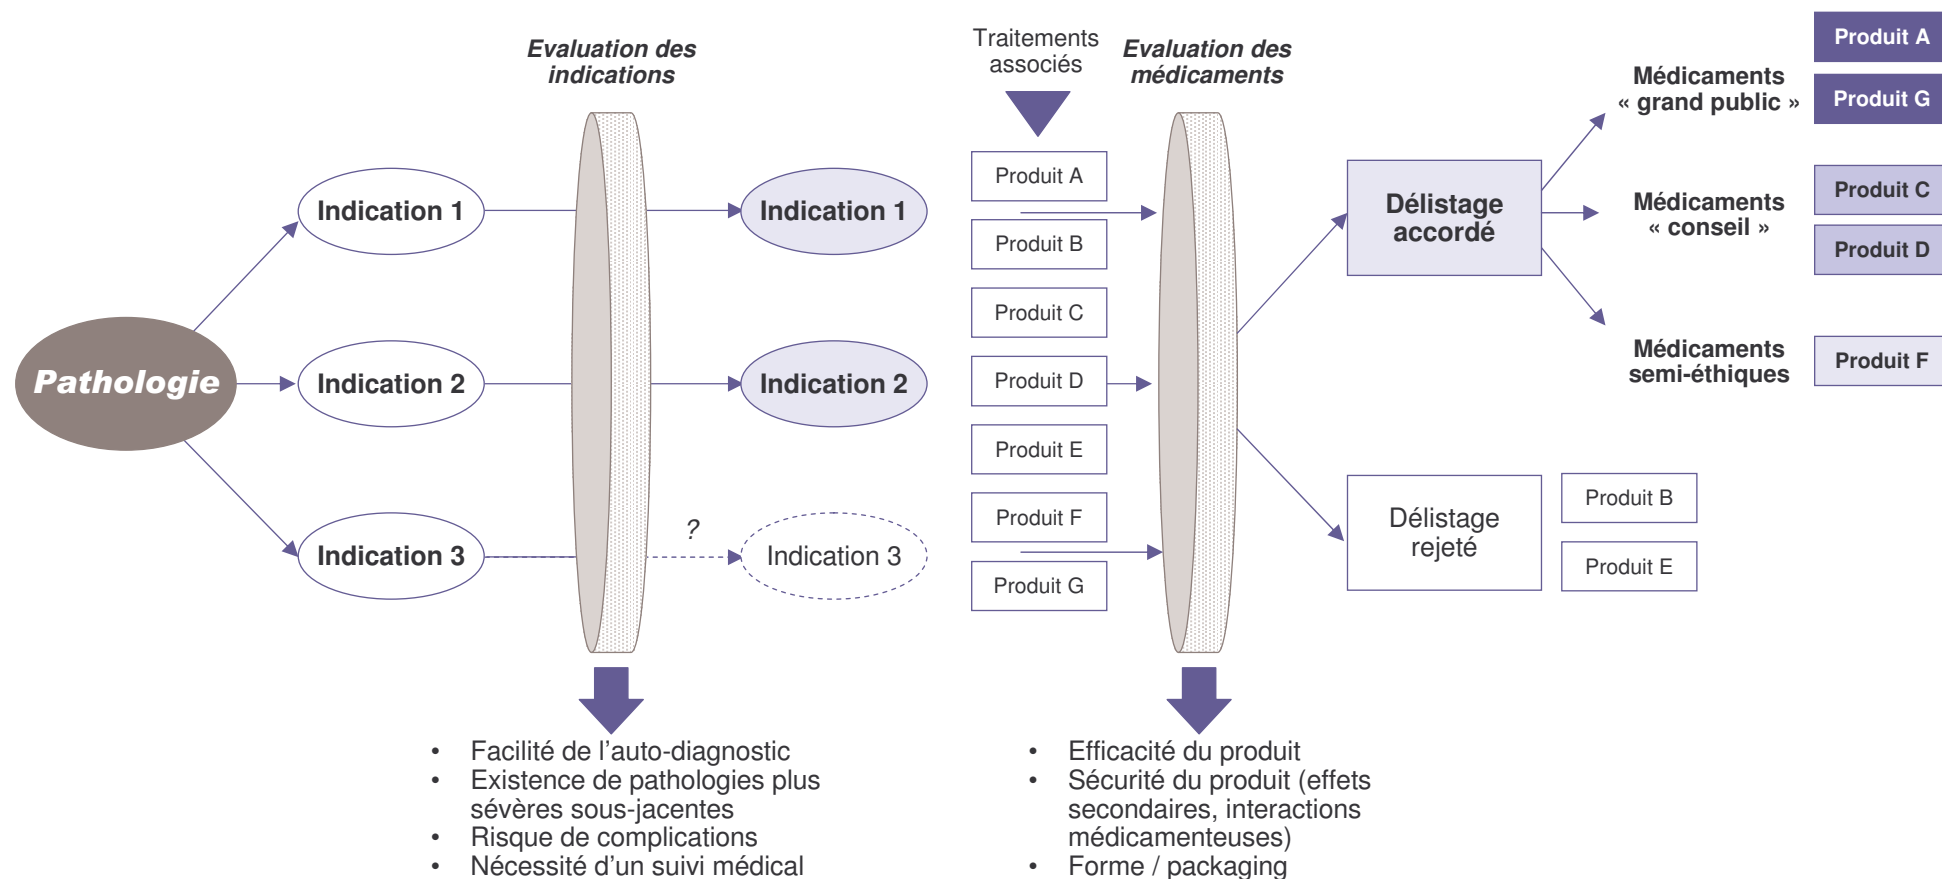 Evaluation des
indications
Traitements
associés
Evaluation des
médicaments
Pathologie
Indication 1
Indication 2
Indication 3
Indication 1
Indication 2
?
Indication 3
Produit A
Produit B
Produit C
Produit D
Produit E
Produit F
Produit G
Délistage
accordé
Médicaments
« grand public »
Produit A
Produit G
Médicaments
« conseil »
Produit C
Produit D
Médicaments
semi-éthiques
Produit F
Délistage
rejeté
Produit B
Produit E
• Facilité de l’auto-diagnostic
• Existence de pathologies plus
sévères sous-jacentes
• Risque de complications
• Nécessité d’un suivi médical
• Efficacité du produit
• Sécurité du produit (effets
secondaires, interactions
médicamenteuses)
• Forme / packaging